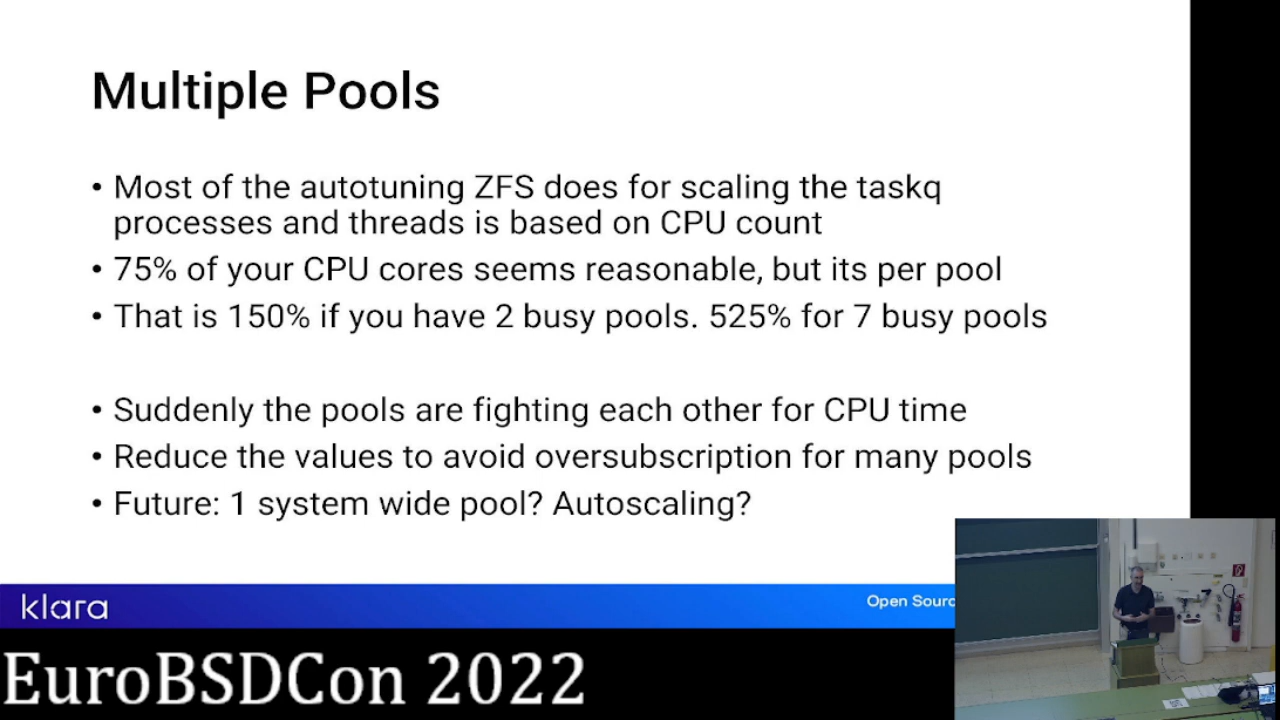 Multiple Pools
• Most of the autotuning ZFS does for scaling the taskq
processes and threads is based on CPU count
• 75% of your CPU cores seems reasonable, but its per pool
• That is 150% if you have 2 busy pools. 525% for 7 busy pools
• Suddenly the pools are fighting each other for CPU time
• Reduce the values to avoid oversubscription for many pools
• Future: 1 system wide pool? Autoscaling?
klara
Open
EuroBSDCon 2022